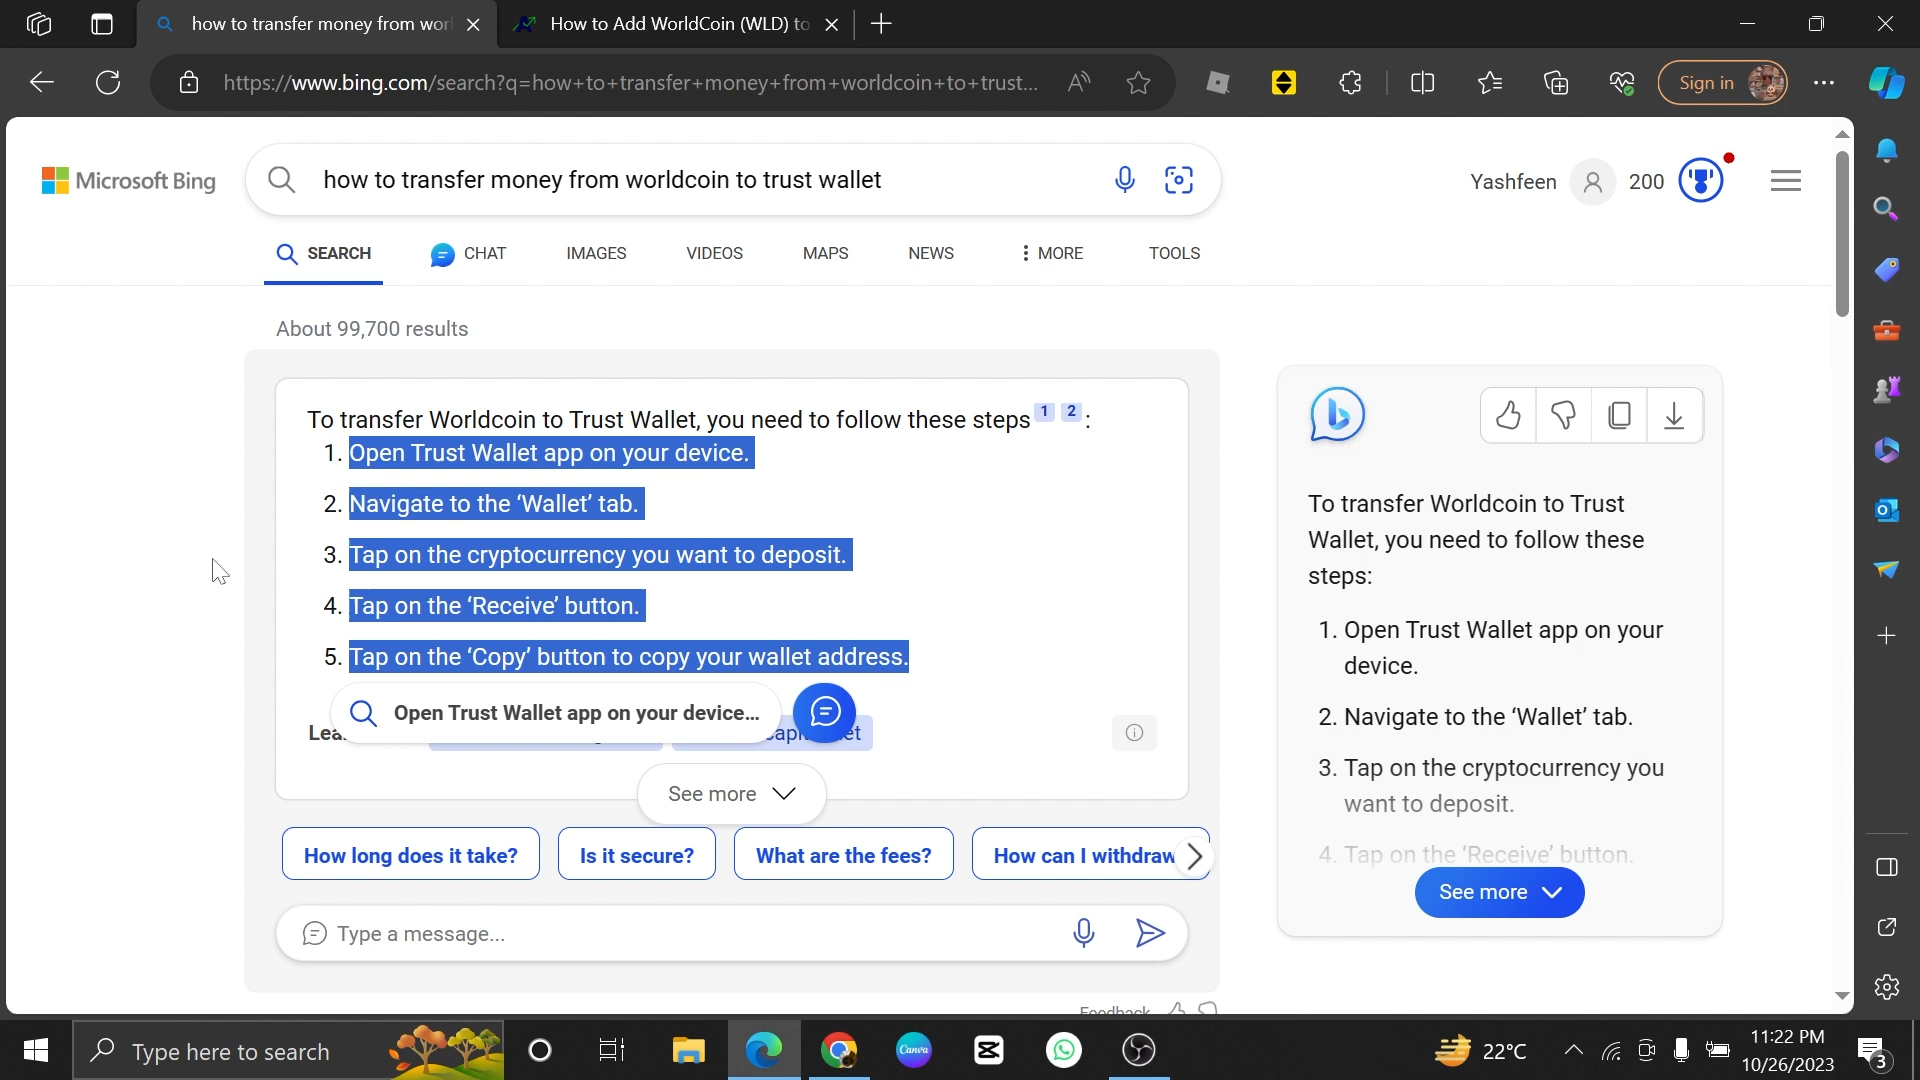 how to transfer money from wor
How to Add WorldCoin (WLD) to
https://www.bing.com/search?q=how+to+transfer+money+from+worldcoin+to+trust...
Sign in
Microsoft Bing
how to transfer money from worldcoin to trust wallet
Yashfeen
200
SEARCH
CHAT
IMAGES
VIDEOS
MAPS
NEWS
MORE
TOOLS
About 99,700 results
To transfer Worldcoin to Trust Wallet, you need to follow these steps 1 2 :
1. Open Trust Wallet app on your device.
2. Navigate to the ‘Wallet’ tab.
3. Tap on the cryptocurrency you want to deposit.
4. Tap on the ‘Receive’ button.
5. Tap on the ‘Copy’ button to copy your wallet address.
Open Trust Wallet app on your device...
See more
How long does it take?
Is it secure?
What are the fees?
How can I withdraw
Type a message...
Feedback
To transfer Worldcoin to Trust
Wallet, you need to follow these
steps:
1. Open Trust Wallet app on your
device.
2. Navigate to the ‘Wallet’ tab.
3. Tap on the cryptocurrency you
want to deposit.
4. Tap on the ‘Receive’ button.
See more
Type here to search
Canva
22°C
11:22 PM
10/26/2023
3